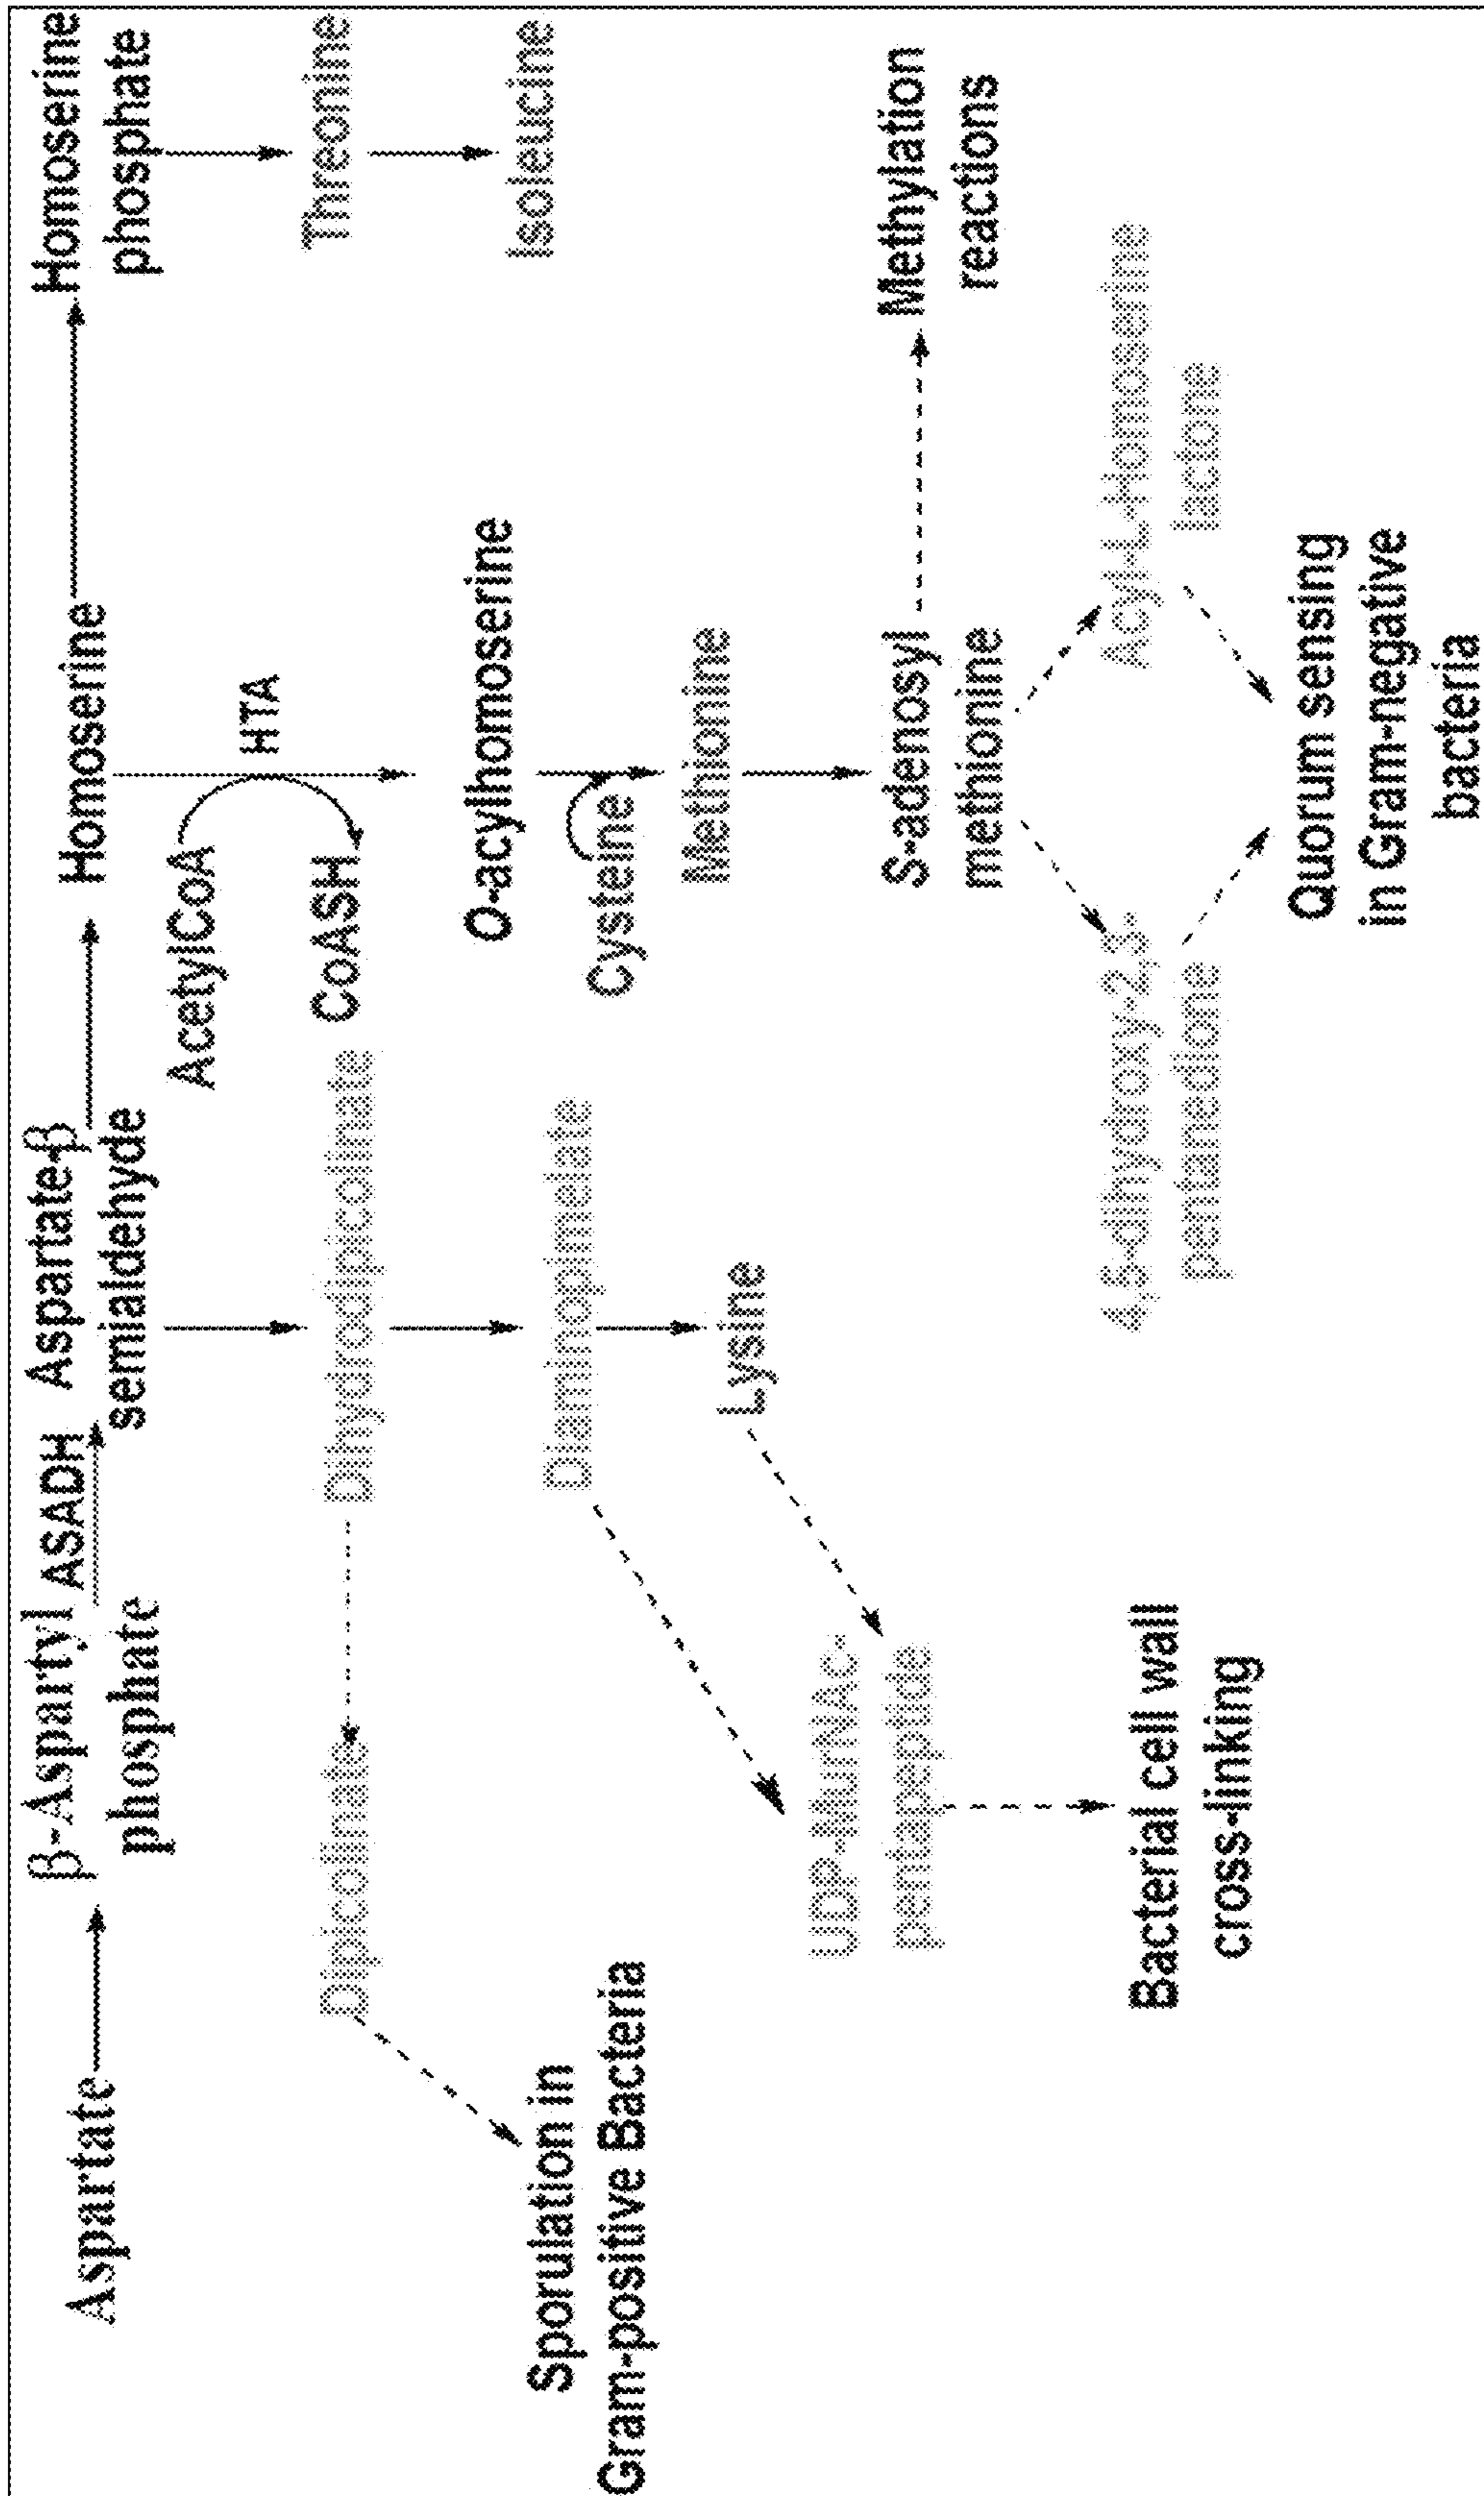 Aspartate
β-Aspartyl
phosphate
ASADH
Aspartate-β
semialdehyde
Homoserine
Homoserine
phosphate
AcetylCoA
HTA
CoASH
Threonine
Isoleucine
Dipicolinate
Dihydrodipicolinate
O-acylhomoserine
Sporulation in
Gram-positive Bacteria
Diaminopimelate
Cysteine
Methionine
Lysine
UDP-MurNAc-
pentapeptide
S-adenosyl
methionine
Methylation
reactions
4,5-dihydroxy-2,3-
pentanedione
Acyl-L-Homoserine
lactone
Bacterial cell wall
cross-linking
Quorum sensing
in Gram-negative
bacteria